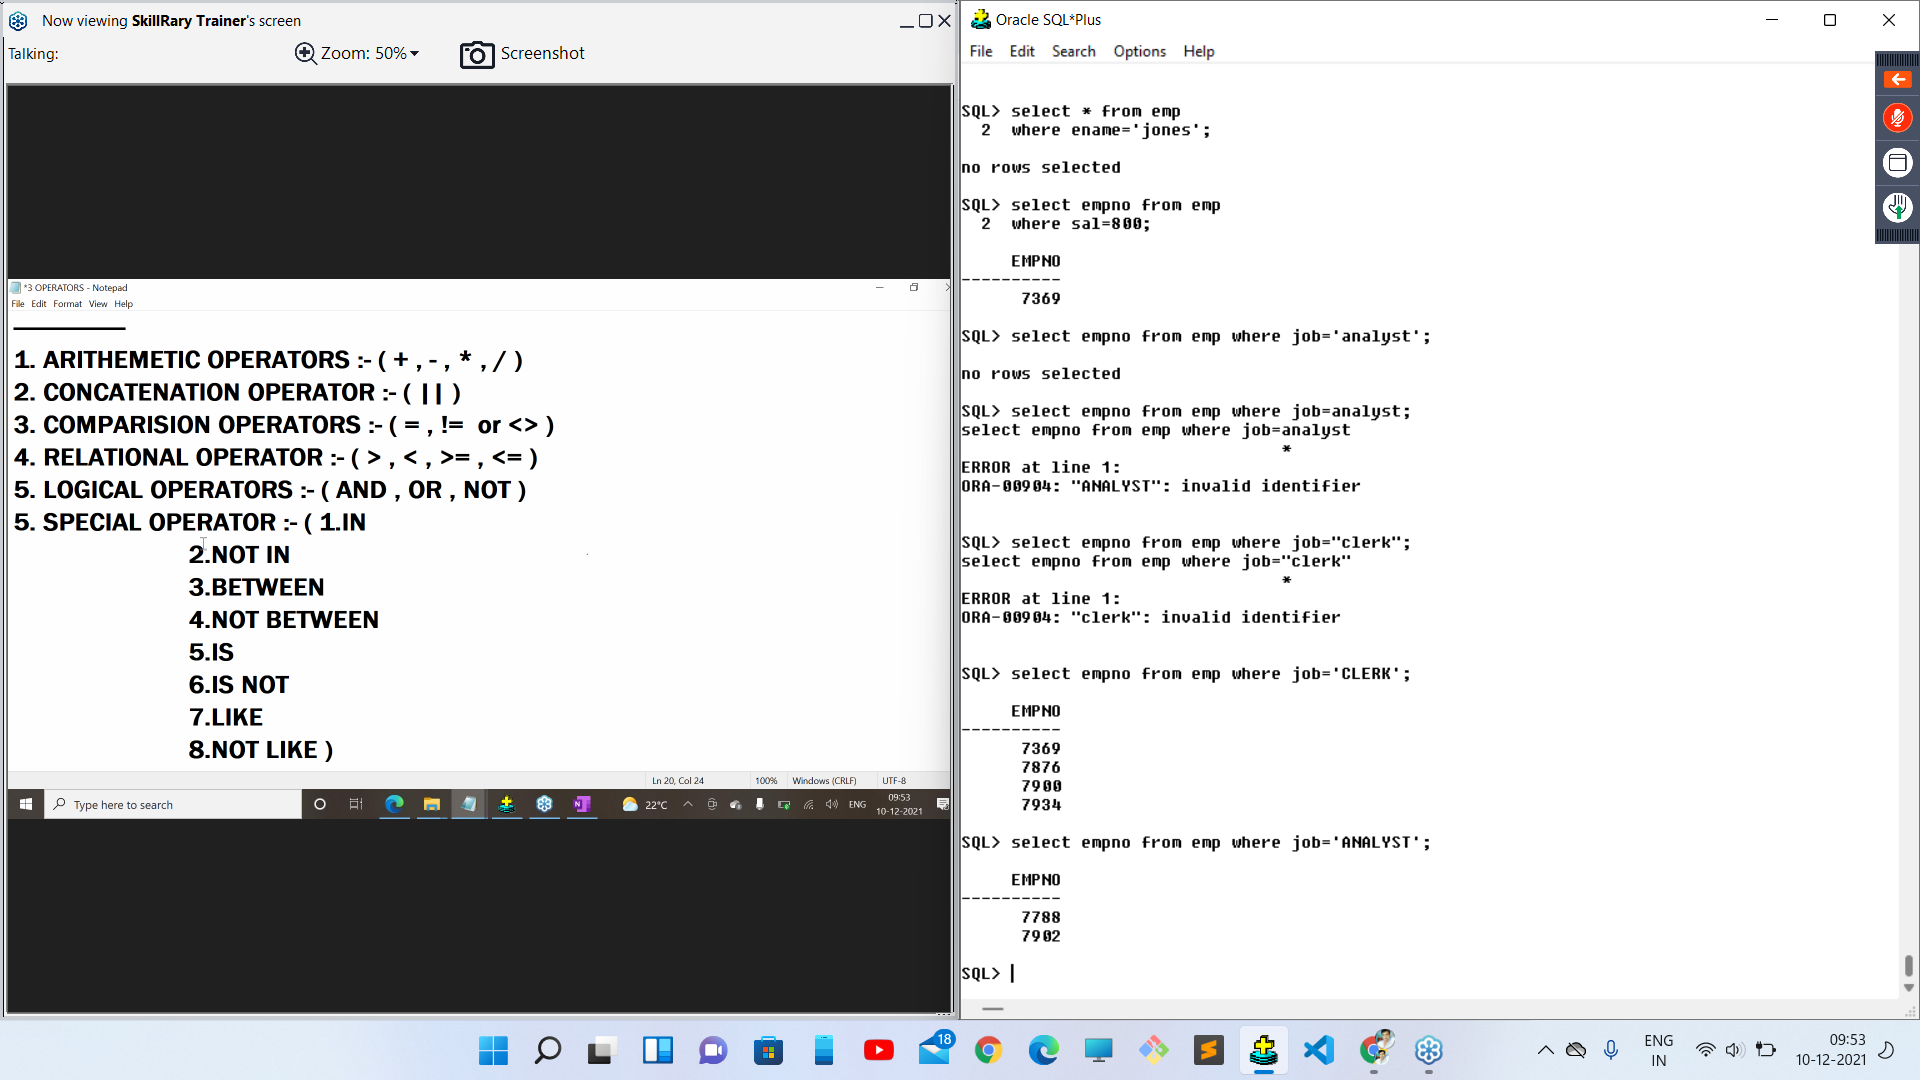 Now viewing SkillRary Trainer's screen
Talking:
Zoom: 50%
Screenshot
*3 OPERATORS - Notepad
File Edit Format View Help
1. ARITHEMETIC OPERATORS :- ( + , - , * , / )
2. CONCATENATION OPERATOR :- ( || )
3. COMPARISION OPERATORS :- ( = , != or <> )
4. RELATIONAL OPERATOR :- ( > , < , >= , <= )
5. LOGICAL OPERATORS :- ( AND , OR , NOT )
5. SPECIAL OPERATOR :- ( 1.IN
2.NOT IN
3.BETWEEN
4.NOT BETWEEN
5.IS
6.IS NOT
7.LIKE
8.NOT LIKE )
Ln 20, Col 24 100% Windows (CRLF) UTF-8
Type here to search
22°C
ENG
09:53
10-12-2021
Oracle SQL*Plus
File Edit Search Options Help
SQL> select * from emp
2 where ename='jones';
no rows selected
SQL> select empno from emp
2 where sal=800;
EMPNO
----------
7369
SQL> select empno from emp where job='analyst';
no rows selected
SQL> select empno from emp where job=analyst;
select empno from emp where job=analyst
*
ERROR at line 1:
ORA-00904: "ANALYST": invalid identifier
SQL> select empno from emp where job="clerk";
select empno from emp where job="clerk"
*
ERROR at line 1:
ORA-00904: "clerk": invalid identifier
SQL> select empno from emp where job='CLERK';
EMPNO
----------
7369
7876
7900
7934
SQL> select empno from emp where job='ANALYST';
EMPNO
----------
7788
7902
SQL>
18
ENG
IN
09:53
10-12-2021